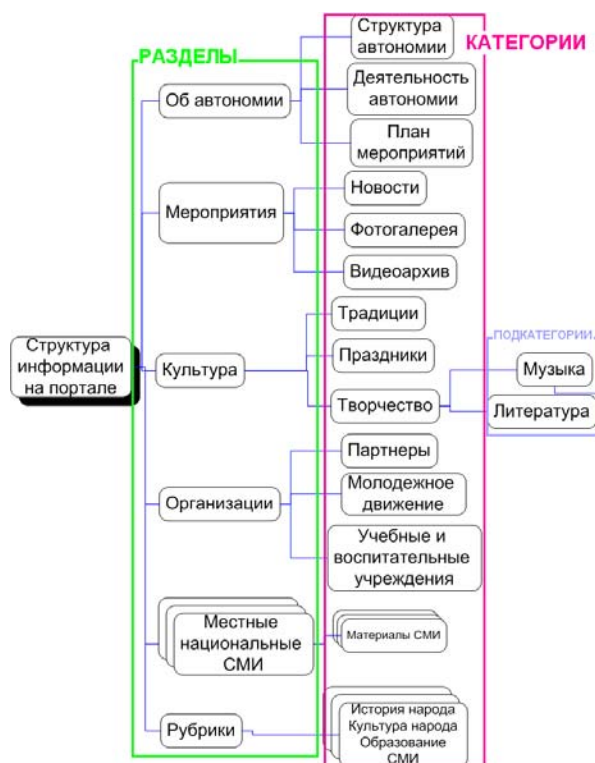 РАЗДЕЛЫ
КАТЕГОРИИ
Структура
информации
на портале
Об автономии
Структура
автономии
Деятельность
автономии
План
мероприятий
Мероприятия
Новости
Фотогалерея
Видеоархив
Культура
Традиции
Праздники
Творчество
ПОДКАТЕГОРИИ
Музыка
Литература
Организации
Партнеры
Молодежное
движение
Учебные и
воспитательные
учреждения
Местные
национальные
СМИ
Материалы СМИ
Рубрики
История народа
Культура народа
Образование
СМИ